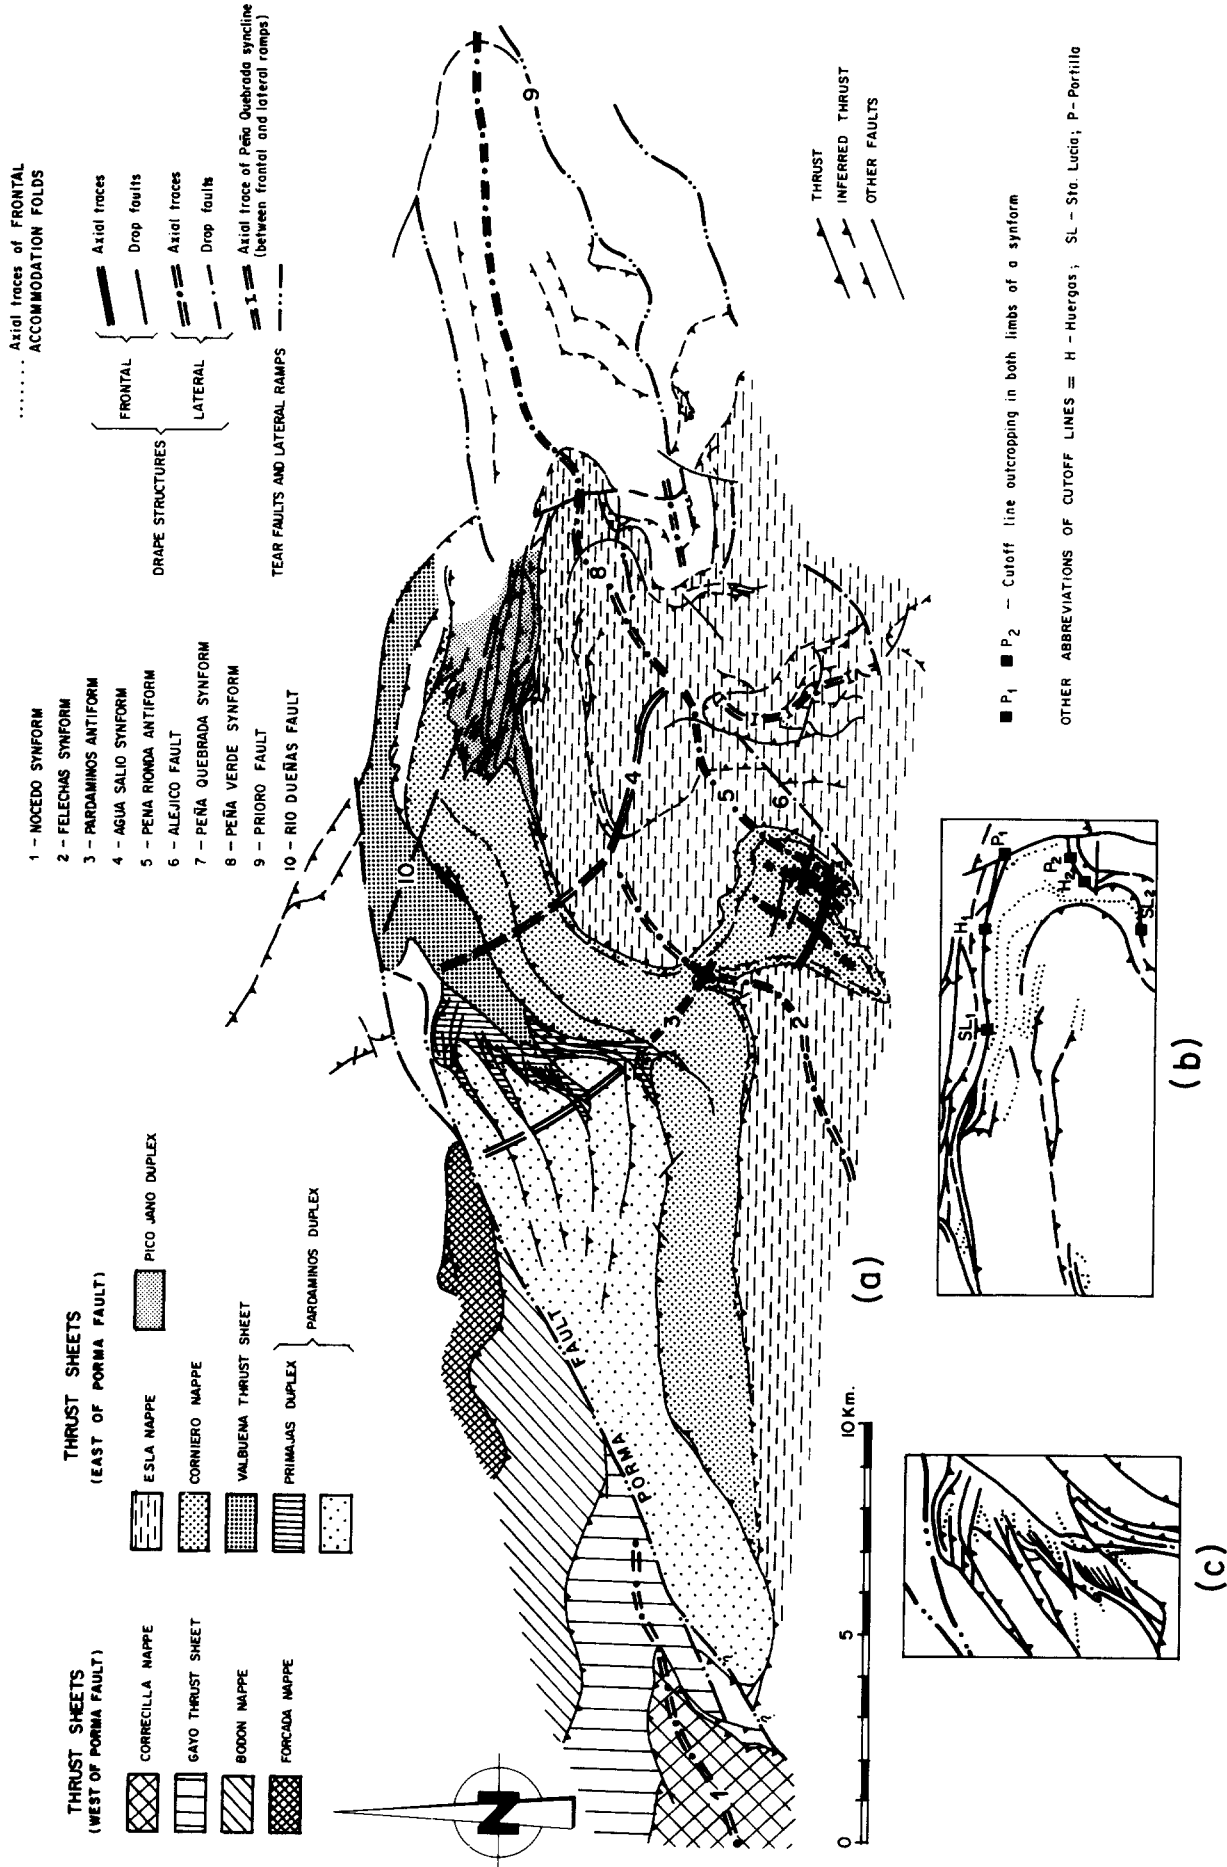 THRUST SHEETS
(WEST OF PORMA FAULT)
CORRECILLA NAPPE
GAYO THRUST SHEET
BODON NAPPE
FORCADA NAPPE
THRUST SHEETS
(EAST OF PORMA FAULT)
ESLA NAPPE
PICO JANO DUPLEX
CORNIERO NAPPE
VALBUENA THRUST SHEET
PRIMAJAS DUPLEX
PARDAMINOS DUPLEX
1 - NOCEDO SYNFORM
2 - FELECHAS SYNFORM
3 - PARDAMINOS ANTIFORM
4 - AGUA SALIO SYNFORM
5 - PENA RIONDA ANTIFORM
6 - ALEJICO FAULT
7 - PEÑA QUEBRADA SYNFORM
8 - PEÑA VERDE SYNFORM
9 - PRIORO FAULT
10 - RIO DUEÑAS FAULT
...... Axial traces of FRONTAL
ACCOMMODATION FOLDS
DRAPE STRUCTURES
FRONTAL
Axial traces
Drop faults
LATERAL
Axial traces
Drop faults
Axial trace of Peña Quebrada syncline
(between frontal and lateral ramps)
TEAR FAULTS AND LATERAL RAMPS
N
PORMA FAULT
1
2
3
4
5
6
7
8
9
10
THRUST
INFERRED THRUST
OTHER FAULTS
0 5 10 Km.
(a)
P1 P2 - Cutoff line outcropping in both limbs of a synform
OTHER ABBREVIATIONS OF CUTOFF LINES = H - Huergas; SL - Sta. Lucia; P - Portilla
SL1
H1
P1
P2
H2
SL2
(b)
(c)